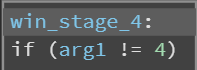 win_stage_4:
if (arg1 != 4)